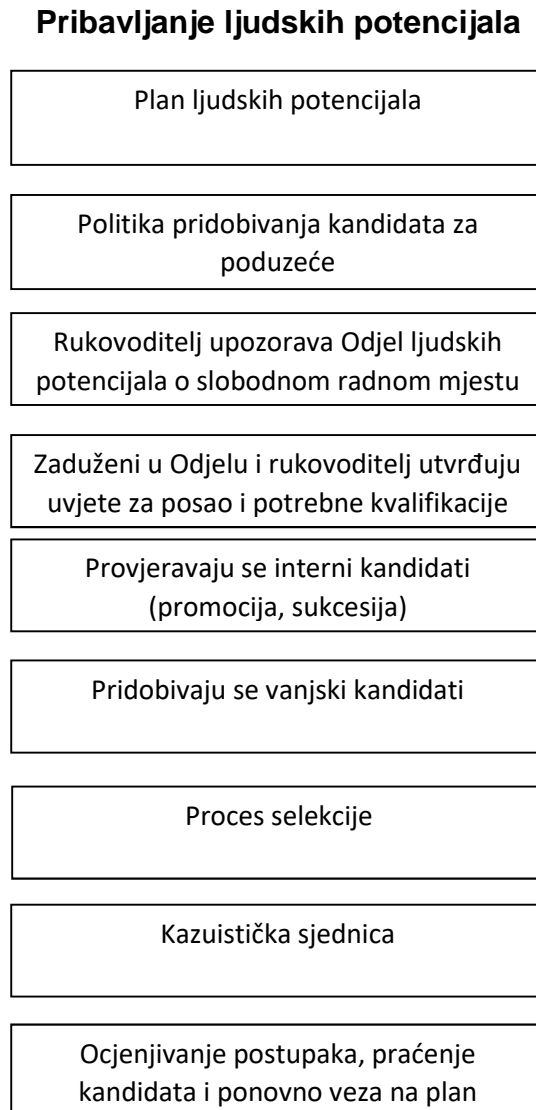 Pribavljanje ljudskih potencijala
Plan ljudskih potencijala
Politika pridobivanja kandidata za
poduzeće
Rukovoditelj upozorava Odjel ljudskih
potencijala o slobodnom radnom mjestu
Zaduženi u Odjelu i rukovoditelj utvrđuju
uvjete za posao i potrebne kvalifikacije
Provjeravaju se interni kandidati
(promocija, sukcesija)
Pridobivaju se vanjski kandidati
Proces selekcije
Kazuistička sjednica
Ocjenjivanje postupaka, praćenje
kandidata i ponovno veza na plan